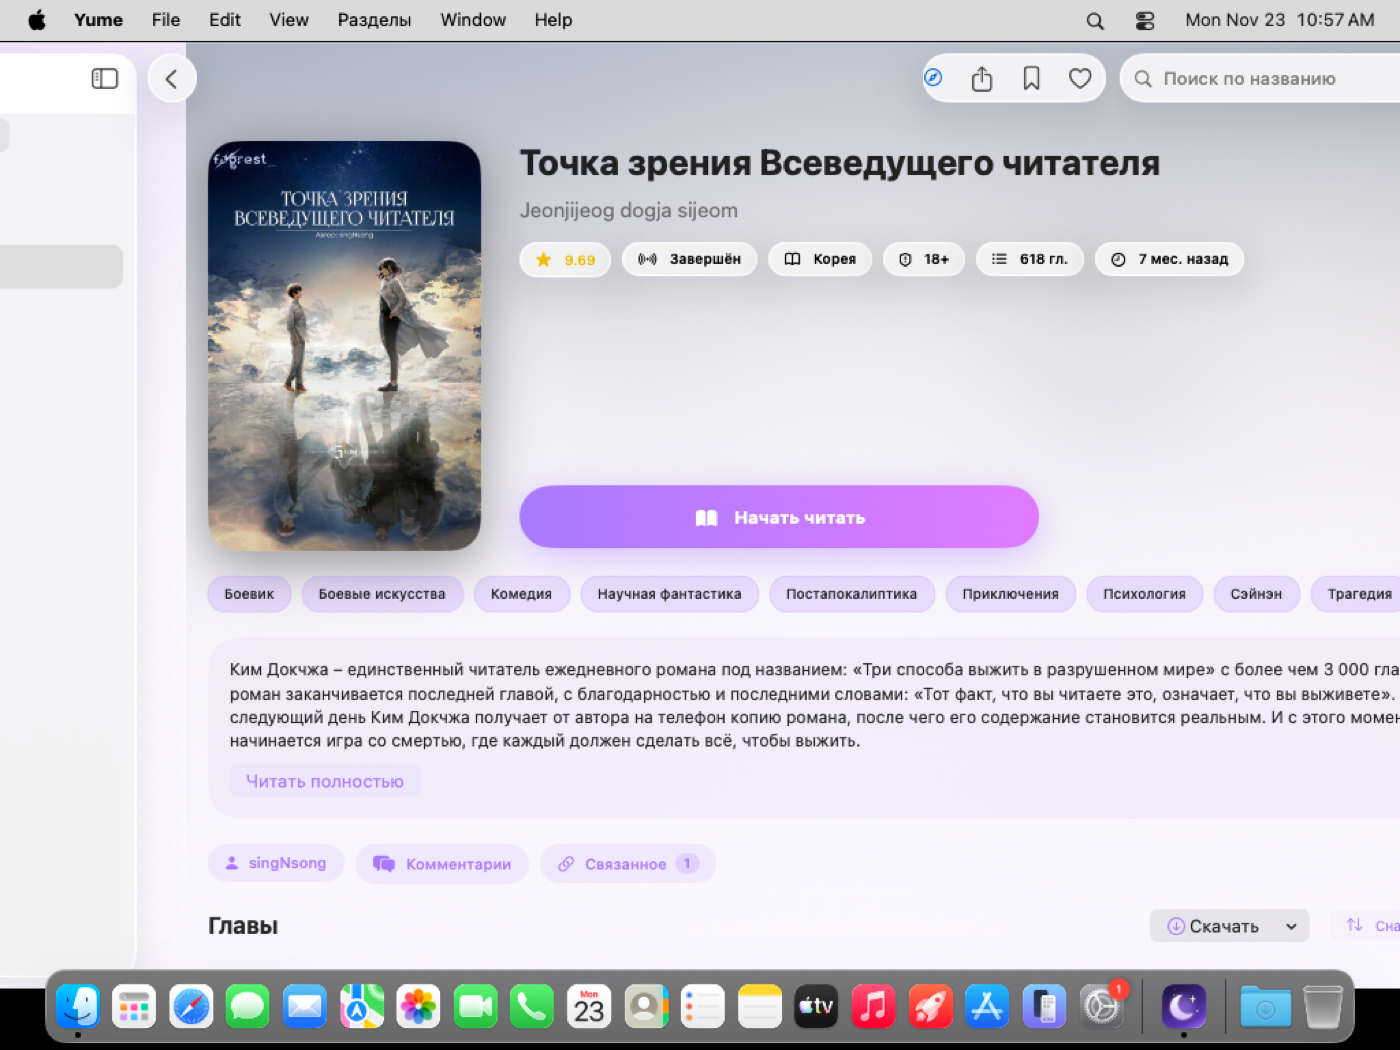 Yume File Edit View Разделы Window Help Mon Nov 23 10:57 AM
Поиск по названию
forest
ТОЧКА ЗРЕНИЯ
ВСЕВЕДУЩЕГО ЧИТАТЕЛЯ
Автор: singNsong
Точка зрения Всеведущего читателя
Jeonjijeog dogja sijeom
9.69 Завершён Корея 18+ 618 гл. 7 мес. назад
Начать читать
Боевик Боевые искусства Комедия Научная фантастика Постапокалиптика Приключения Психология Сэйнэн Трагедия
Ким Докчжа – единственный читатель ежедневного романа под названием: «Три способа выжить в разрушенном мире» с более чем 3 000 гла
роман заканчивается последней главой, с благодарностью и последними словами: «Тот факт, что вы читаете это, означает, что вы выживете».
следующий день Ким Докчжа получает от автора на телефон копию романа, после чего его содержание становится реальным. И с этого момен
начинается игра со смертью, где каждый должен сделать всё, чтобы выжить.
Читать полностью
singNsong Комментарии Связанное 1
Главы Скачать Сна
Mon
23
tv
1